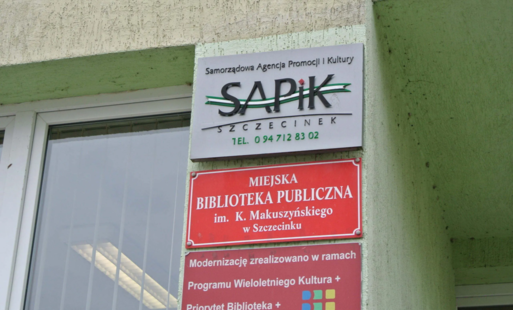 Samorządowa Agencja Promocji i Kultury
SAPiK
SZCZECINEK
TEL. 0 94 712 83 02
MIEJSKA
BIBLIOTEKA PUBLICZNA
im. K. Makuszyńskiego
w Szczecinku
Modernizację zrealizowano w ramach
Programu Wieloletniego Kultura +
Priorytet Biblioteka +